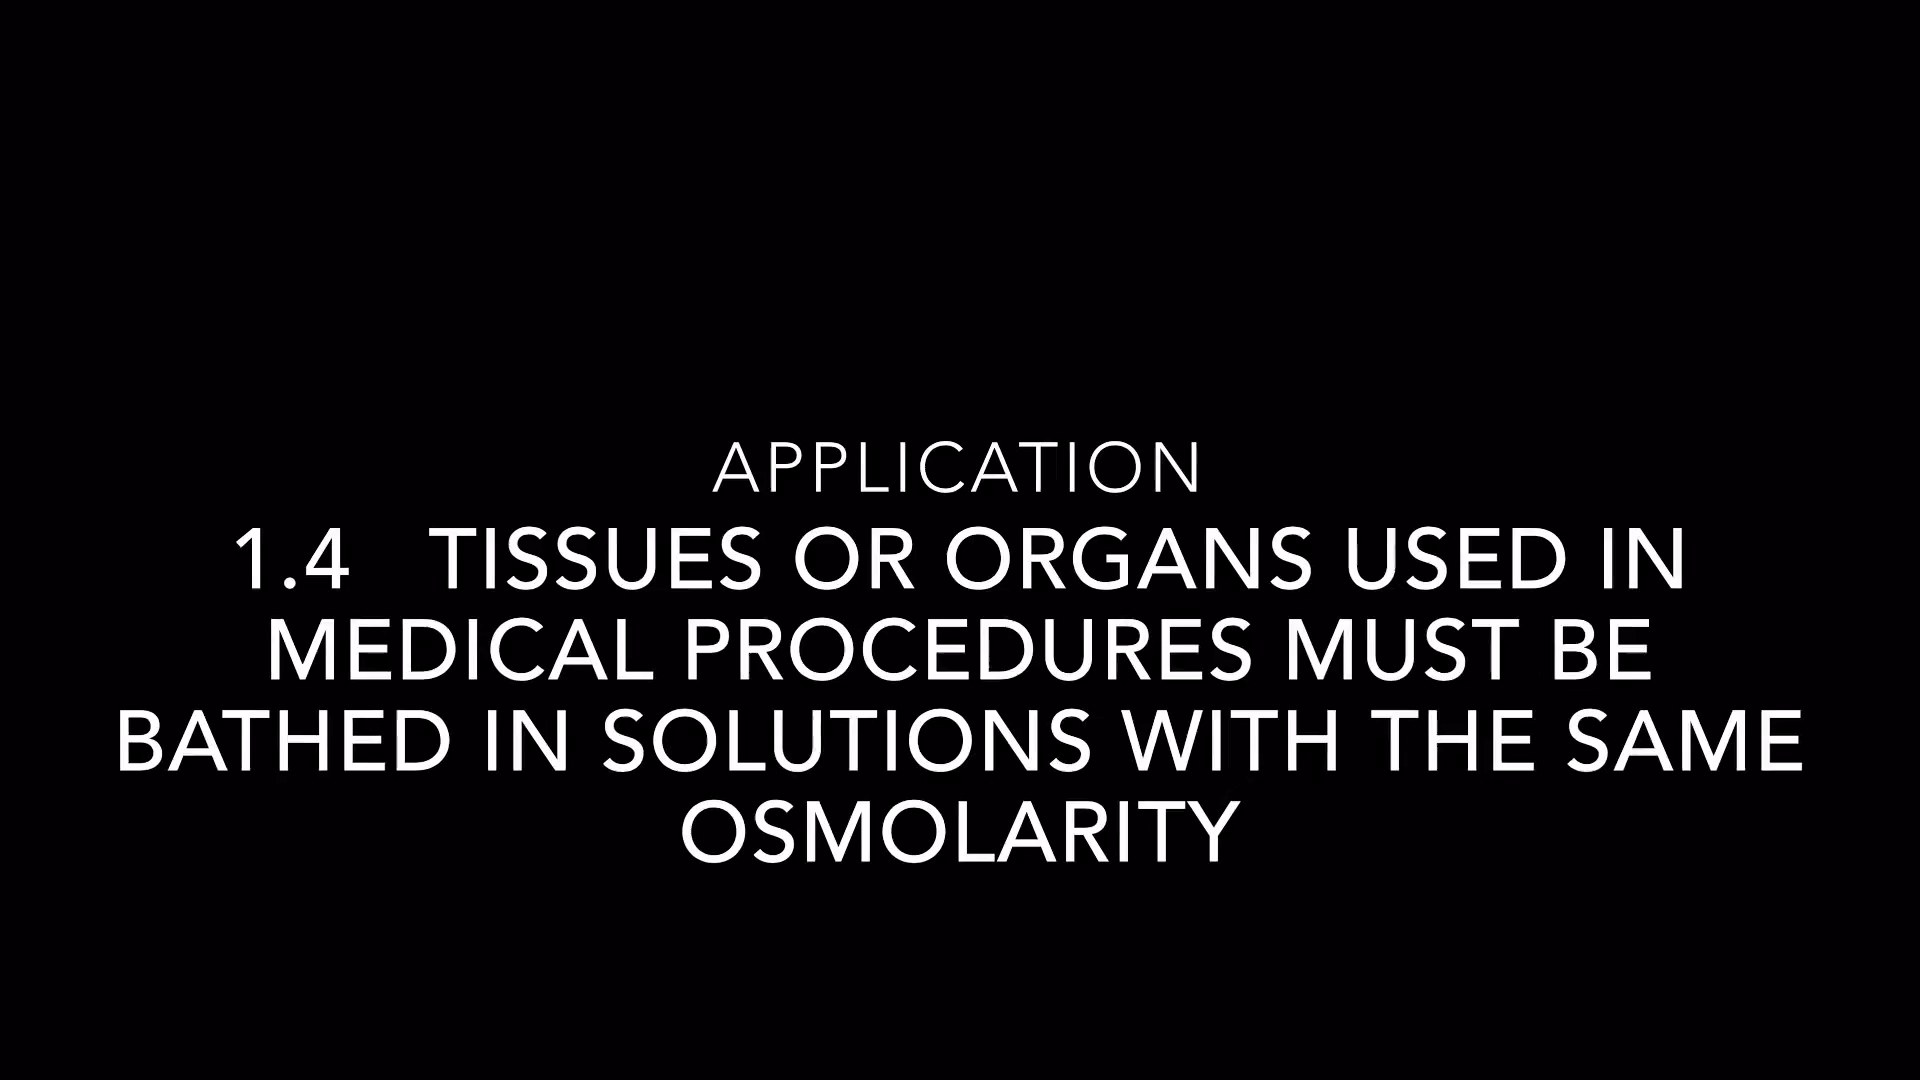 APPLICATION
1.4 TISSUES OR ORGANS USED IN
MEDICAL PROCEDURES MUST BE
BATHED IN SOLUTIONS WITH THE SAME
OSMOLARITY